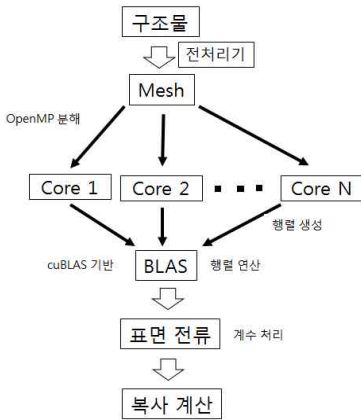 구조물
전처리기
Mesh
OpenMP 분해
Core 1 Core 2 Core N
행렬 생성
cuBLAS 기반 BLAS 행렬 연산
표면 전류 계수 처리
복사 계산